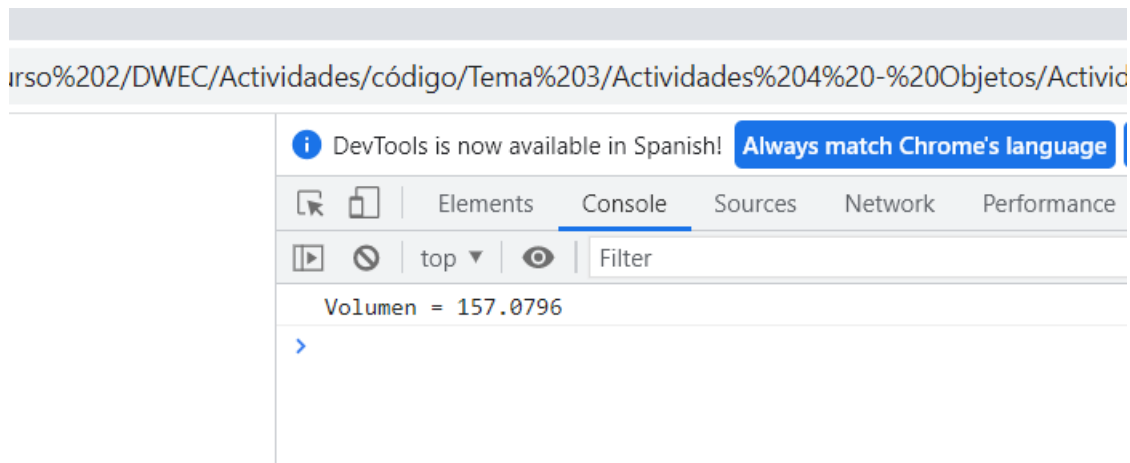 urso%202/DWEC/Actividades/código/Tema%203/Actividades%204%20-%20Objetos/Activid
DevTools is now available in Spanish! Always match Chrome's language
Elements Console Sources Network Performance
top Filter
Volumen = 157.0796